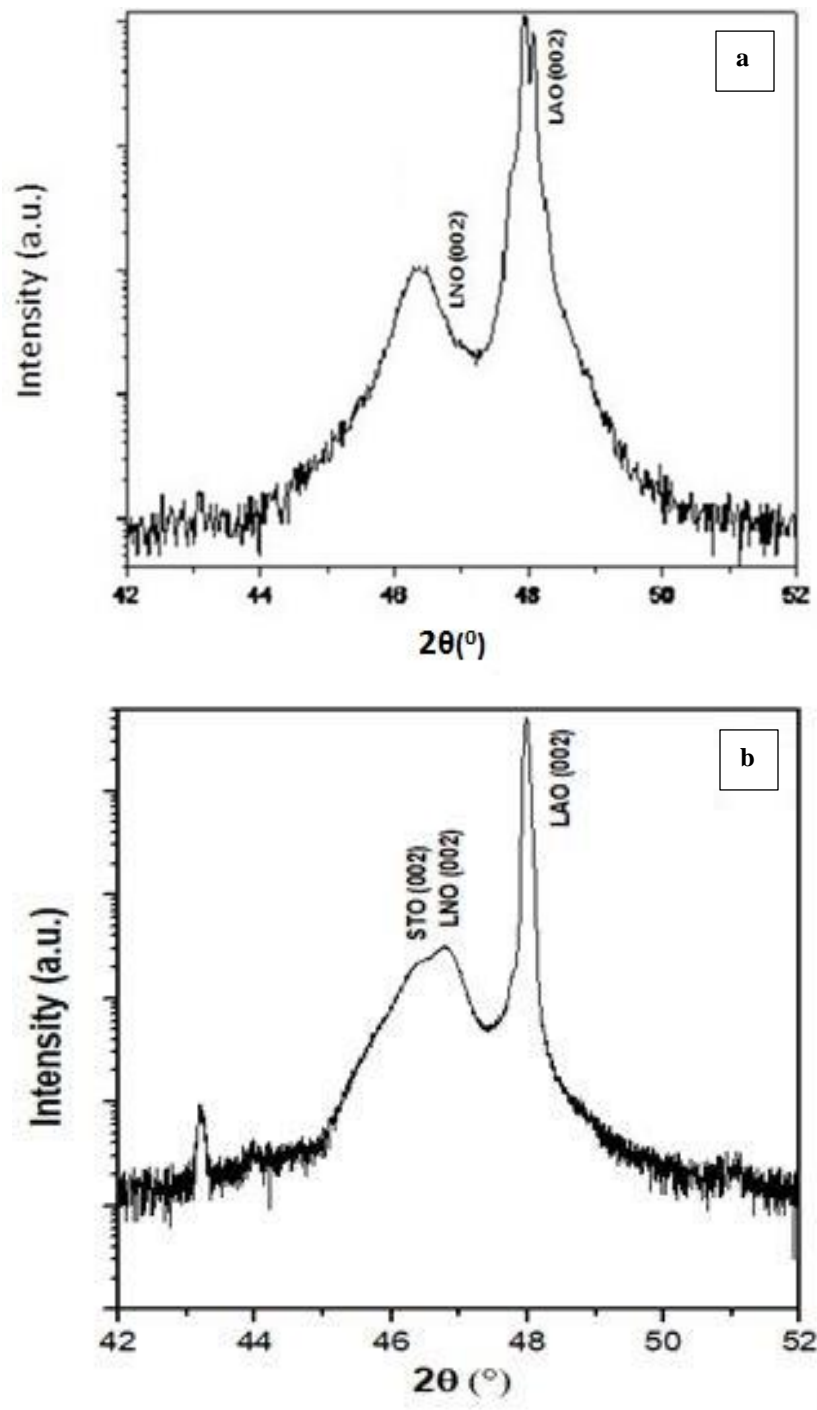 a
LAO (002)
LNO (002)
Intensity (a.u.)
42 44 46 48 50 52
2θ(⁰)
b
LAO (002)
STO (002)
LNO (002)
Intensity (a.u.)
42 44 46 48 50 52
2θ (°)